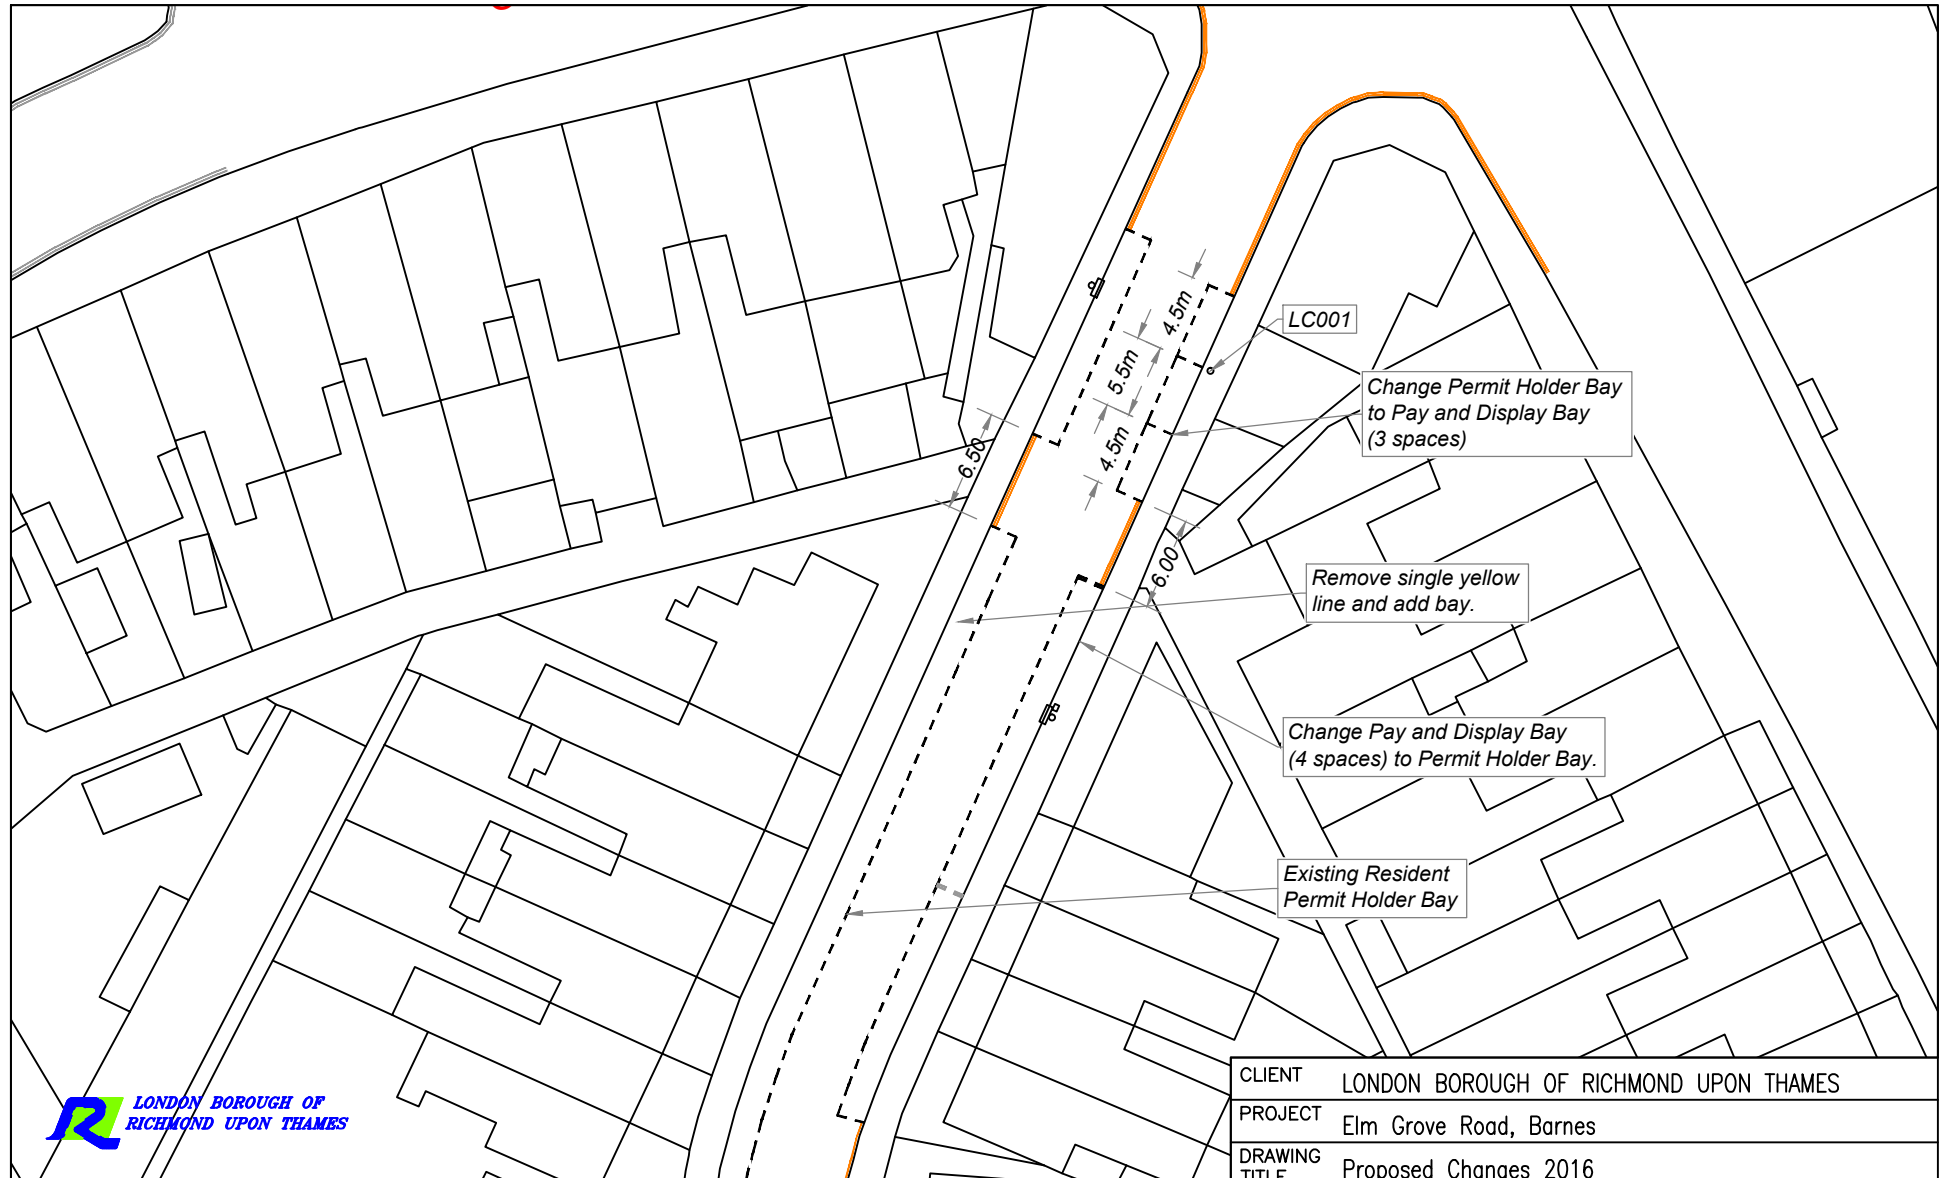 4.5m
LC001
5.5m
Change Permit Holder Bay
to Pay and Display Bay
(3 spaces)
4.5m
6.50
6.00
Remove single yellow
line and add bay.
Change Pay and Display Bay
(4 spaces) to Permit Holder Bay.
Existing Resident
Permit Holder Bay
R
LONDON BOROUGH OF
RICHMOND UPON THAMES
CLIENT LONDON BOROUGH OF RICHMOND UPON THAMES
PROJECT Elm Grove Road, Barnes
DRAWING
TITLE Proposed Changes 2016